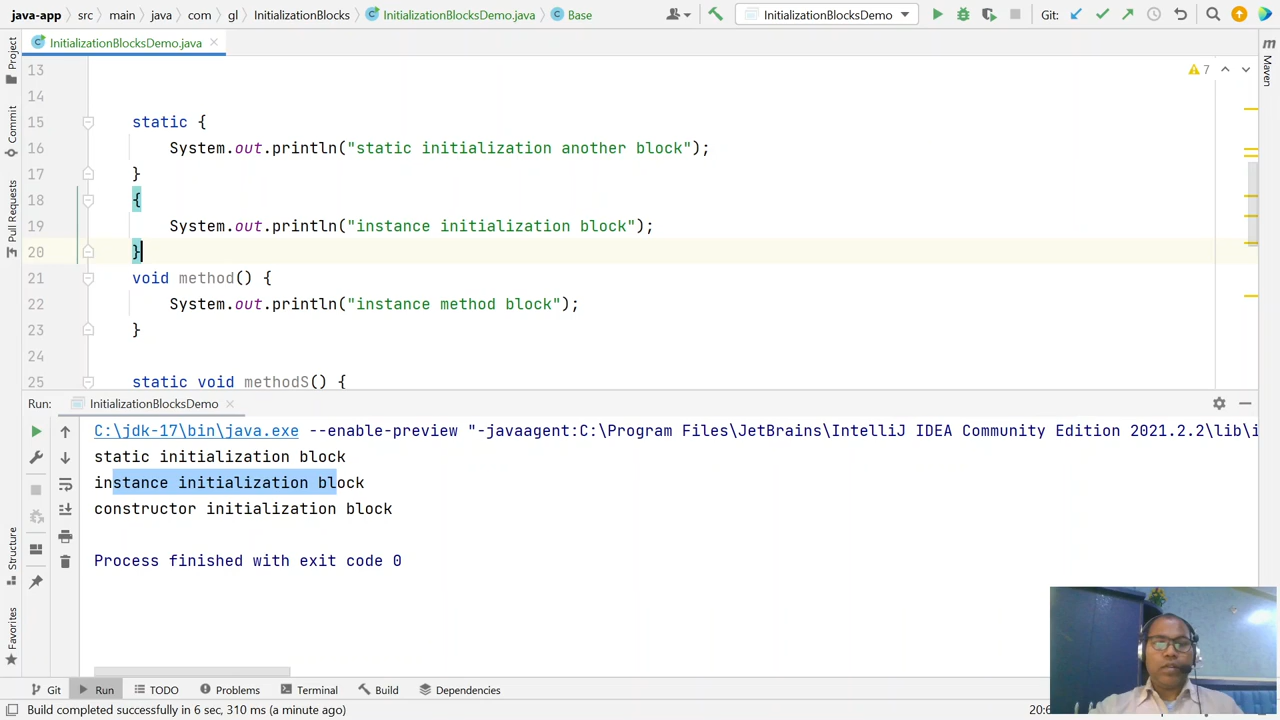 java-app src main java com gl InitializationBlocks InitializationBlocksDemo.java Base InitializationBlocksDemo Git:
InitializationBlocksDemo.java
Project
Commit
Pull Requests
Structure
Favorites
Maven
7
13
14
15 static {
16 System.out.println("static initialization another block");
17 }
18 {
19 System.out.println("instance initialization block");
20 }
21 void method() {
22 System.out.println("instance method block");
23 }
24
25 static void methodS() {
Run: InitializationBlocksDemo
C:\jdk-17\bin\java.exe --enable-preview "-javaagent:C:\Program Files\JetBrains\IntelliJ IDEA Community Edition 2021.2.2\lib\i
static initialization block
instance initialization block
constructor initialization block
Process finished with exit code 0
Git Run TODO Problems Terminal Build Dependencies
Build completed successfully in 6 sec, 310 ms (a minute ago)